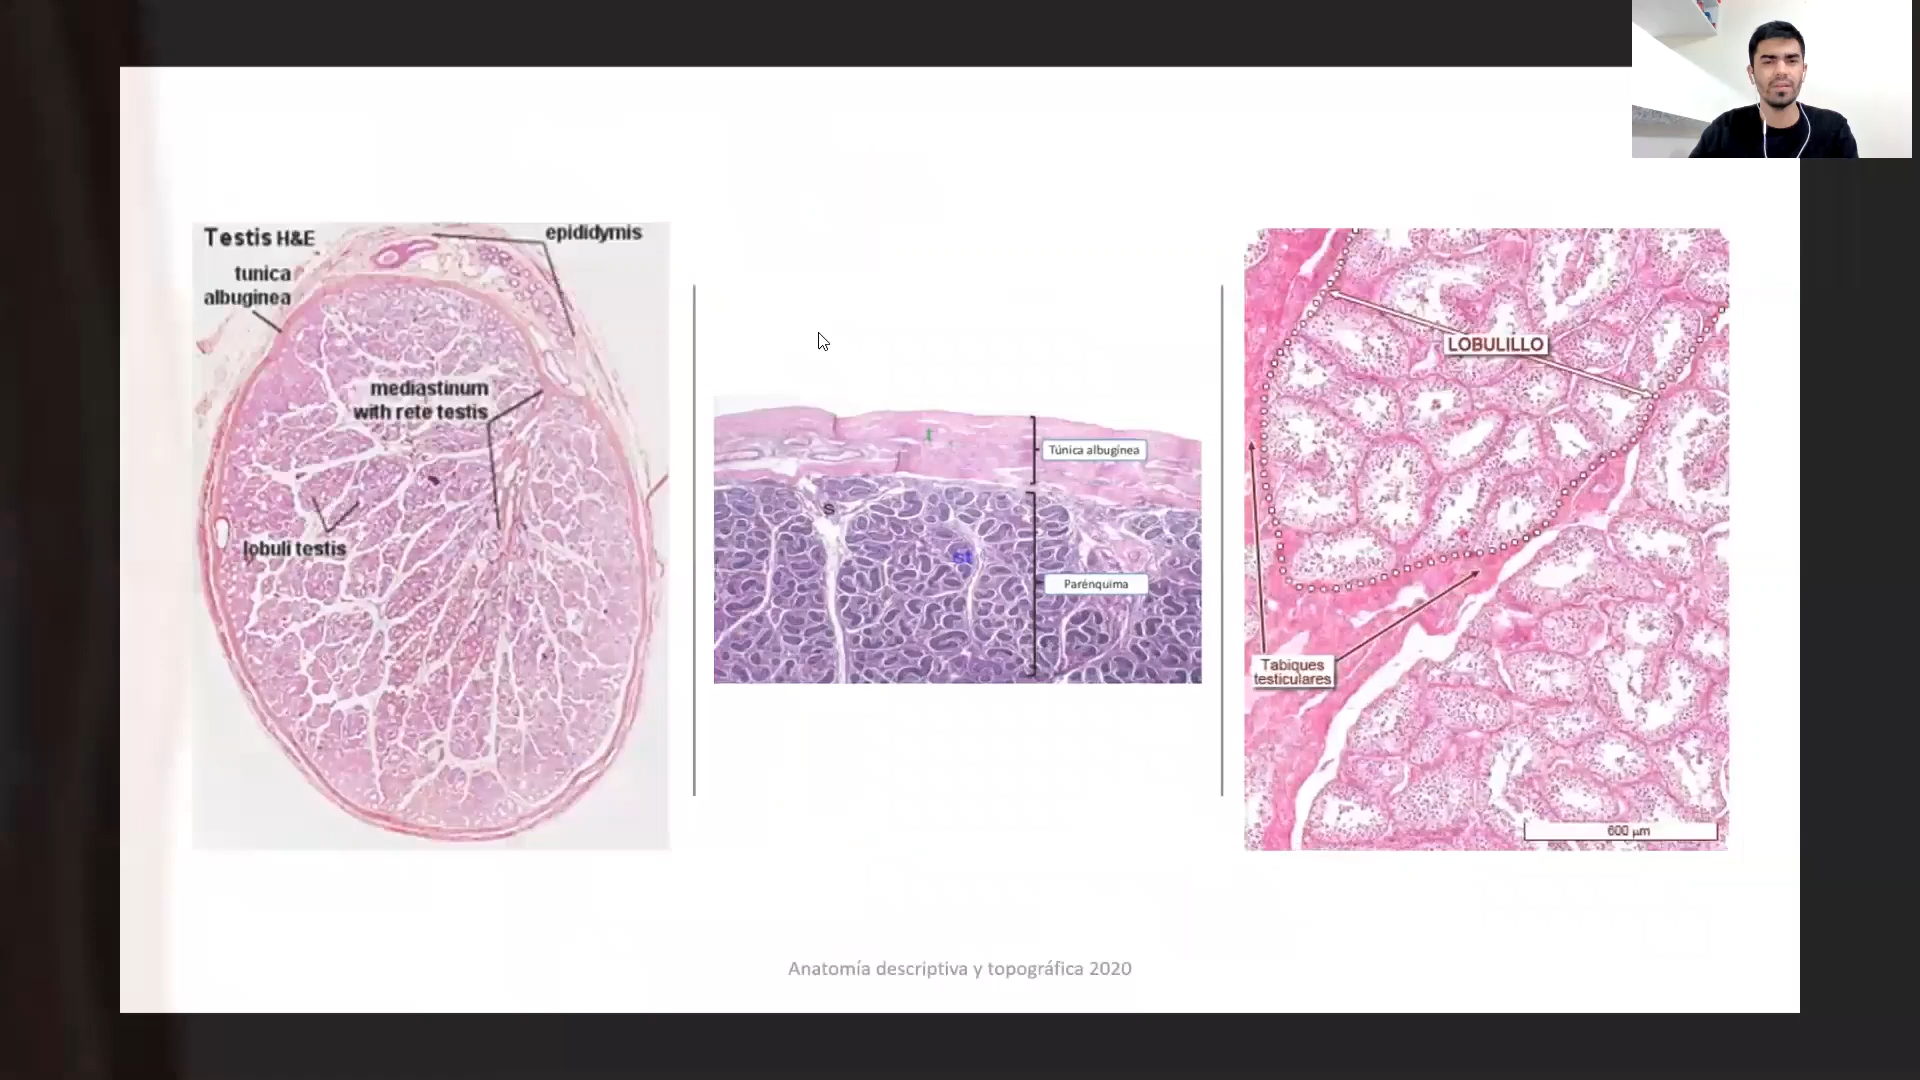 Testis H&E
epididymis
tunica
albuginea
mediastinum
with rete testis
lobuli testis
t
Túnica albugínea
s
st
Parénquima
LOBULILLO
Tabiques
testiculares
600 µm
Anatomía descriptiva y topográfica 2020